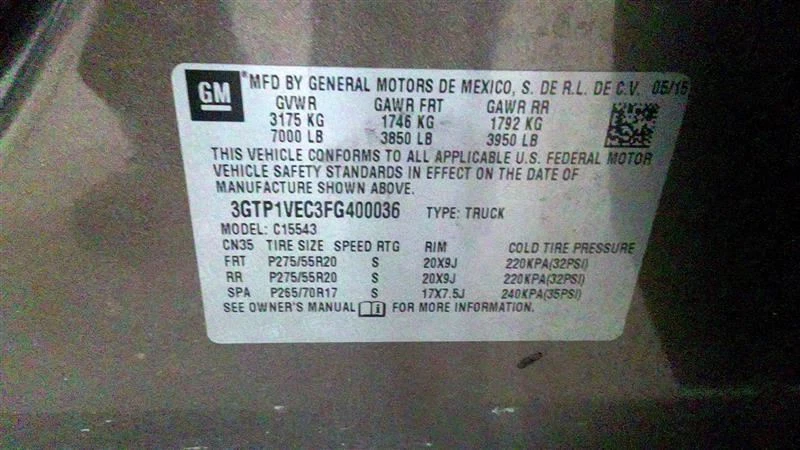 GM
MFD BY GENERAL MOTORS DE MEXICO, S. DE R.L. DE C.V. 05/15
GVWR GAWR FRT GAWR RR
3175 KG 1746 KG 1792 KG
7000 LB 3850 LB 3950 LB
THIS VEHICLE CONFORMS TO ALL APPLICABLE U.S. FEDERAL MOTOR
VEHICLE SAFETY STANDARDS IN EFFECT ON THE DATE OF
MANUFACTURE SHOWN ABOVE.
3GTP1VEC3FG400036 TYPE: TRUCK
MODEL: C15543
CN35 TIRE SIZE SPEED RTG RIM COLD TIRE PRESSURE
FRT P275/55R20 S 20X9J 220KPA(32PSI)
RR P275/55R20 S 20X9J 220KPA(32PSI)
SPA P265/70R17 S 17X7.5J 240KPA(35PSI)
SEE OWNER'S MANUAL FOR MORE INFORMATION.